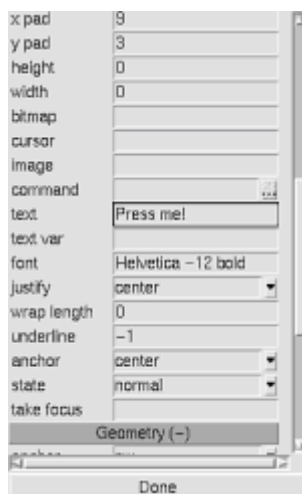 x pad 9
y pad 3
height 0
width 0
bitmap
cursor
image
command ...
text Press me!
text var
font Helvetica -12 bold
justify center
wrap length 0
underline -1
anchor center
state normal
take focus
Geometry (-)
anchor
Done